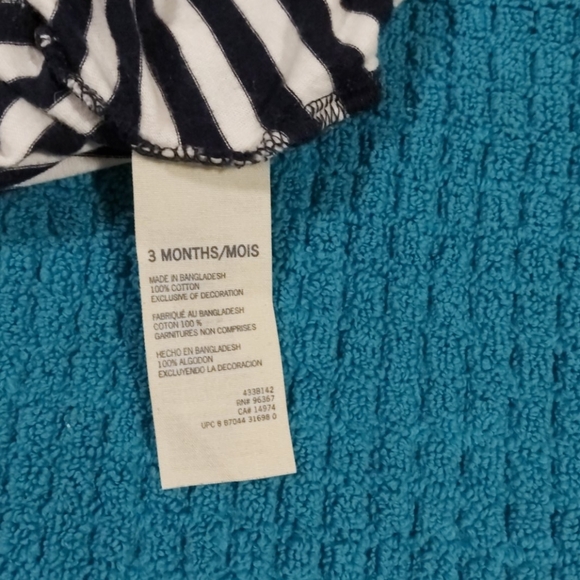 3 MONTHS/MOIS
MADE IN BANGLADESH
100% COTTON
EXCLUSIVE OF DECORATION
FABRIQUÉ AU BANGLADESH
COTON 100 %
GARNITURES NON COMPRISES
HECHO EN BANGLADESH
100% ALGODON
EXCLUYENDO LA DECORACION
4338142
RN# 96367
CA# 14974
UPC 8 87044 31698 0